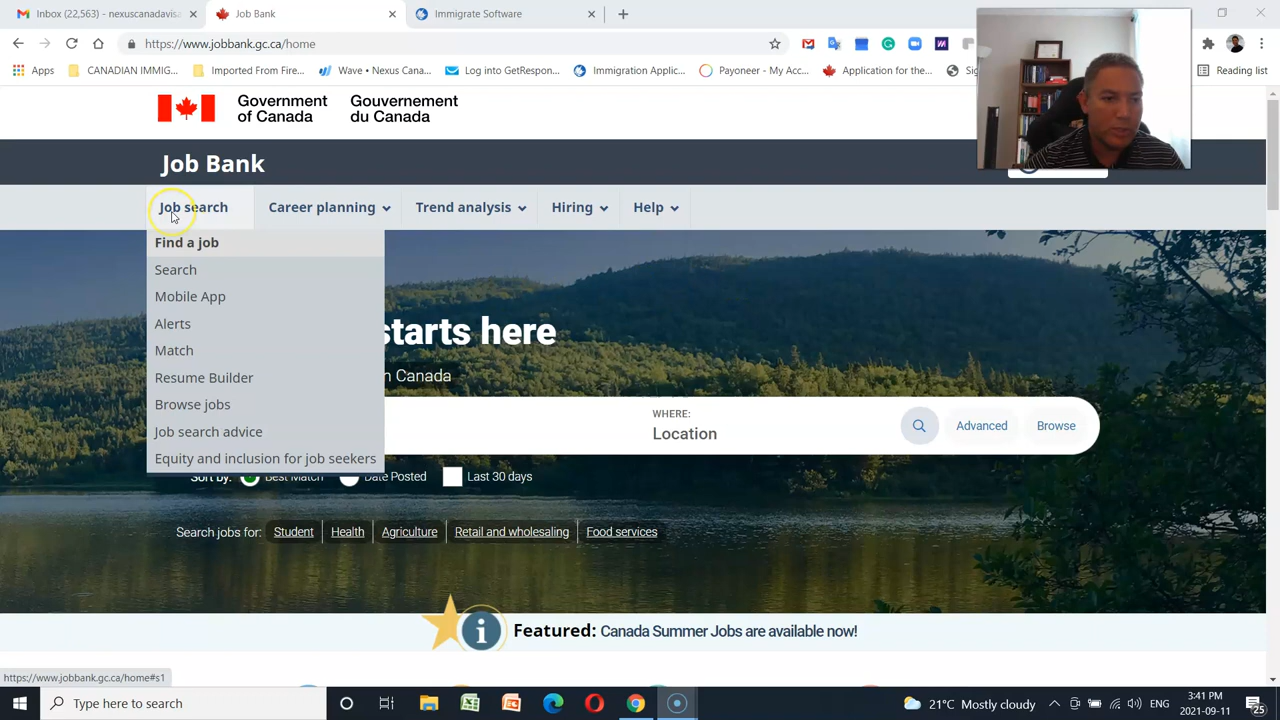 Inbox (22,563) - nexuscanadavisa
Job Bank
Immigrate Software
https://www.jobbank.gc.ca/home
Apps
CANADIAN IMMIG...
Imported From Fire...
Wave • Nexus Cana...
Log into GetRespon...
Immigration Applic...
Payoneer - My Acc...
Application for the...
Reading list
Government of Canada
Gouvernement du Canada
Job Bank
Job search
Career planning
Trend analysis
Hiring
Help
Find a job
Search
Mobile App
Alerts
Match
Resume Builder
Browse jobs
Job search advice
Equity and inclusion for job seekers
starts here
n Canada
WHERE:
Location
Advanced
Browse
Sort by:
Best Match
Date Posted
Last 30 days
Search jobs for:
Student
Health
Agriculture
Retail and wholesaling
Food services
Featured: Canada Summer Jobs are available now!
https://www.jobbank.gc.ca/home#s1
Type here to search
21°C Mostly cloudy
ENG
3:41 PM
2021-09-11
25